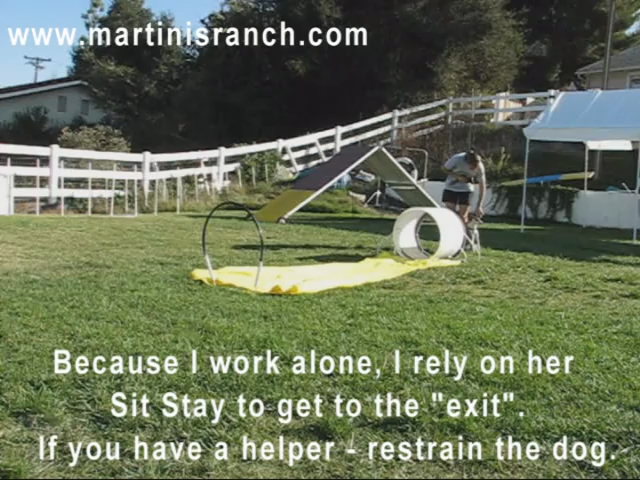 www.martinisranch.com
Because I work alone, I rely on her
Sit Stay to get to the "exit".
If you have a helper - restrain the dog.